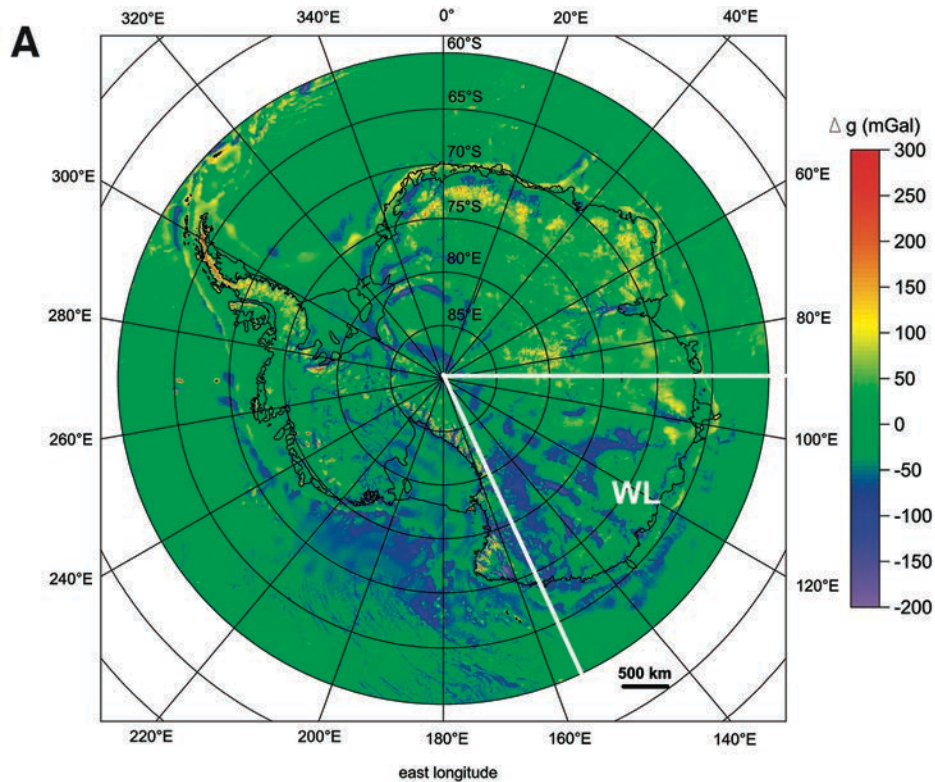 A
320°E 340°E 0° 20°E 40°E
60°S
65°S
70°S
75°S
80°S
85°S
300°E
280°E
260°E
240°E
60°E
80°E
100°E
120°E
WL
500 km
220°E 200°E 180°E 160°E 140°E
east longitude
Δ g (mGal)
300
250
200
150
100
50
0
-50
-100
-150
-200